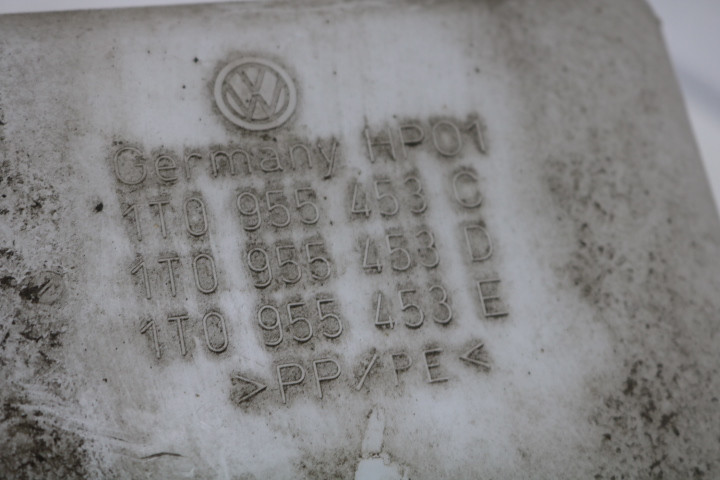 Germany HP01
1T0 955 453 C
1T0 955 453 D
1T0 955 453 E
>PP/PE<